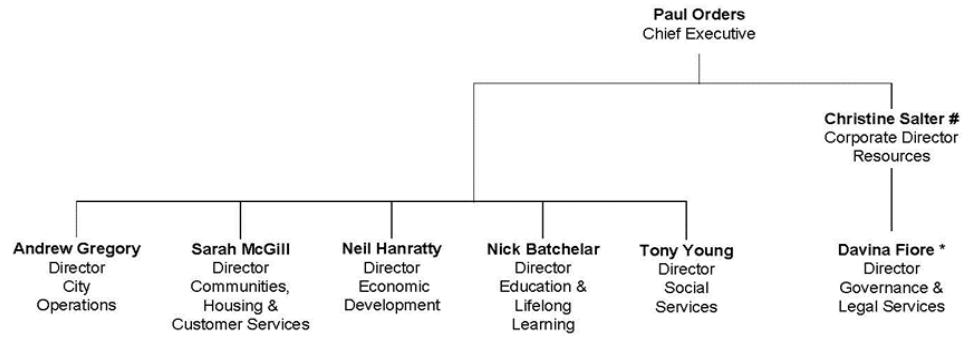 Paul Orders
Chief Executive
Christine Salter #
Corporate Director
Resources
Andrew Gregory
Director
City
Operations
Sarah McGill
Director
Communities,
Housing &
Customer Services
Neil Hanratty
Director
Economic
Development
Nick Batchelar
Director
Education &
Lifelong
Learning
Tony Young
Director
Social
Services
Davina Fiore *
Director
Governance &
Legal Services